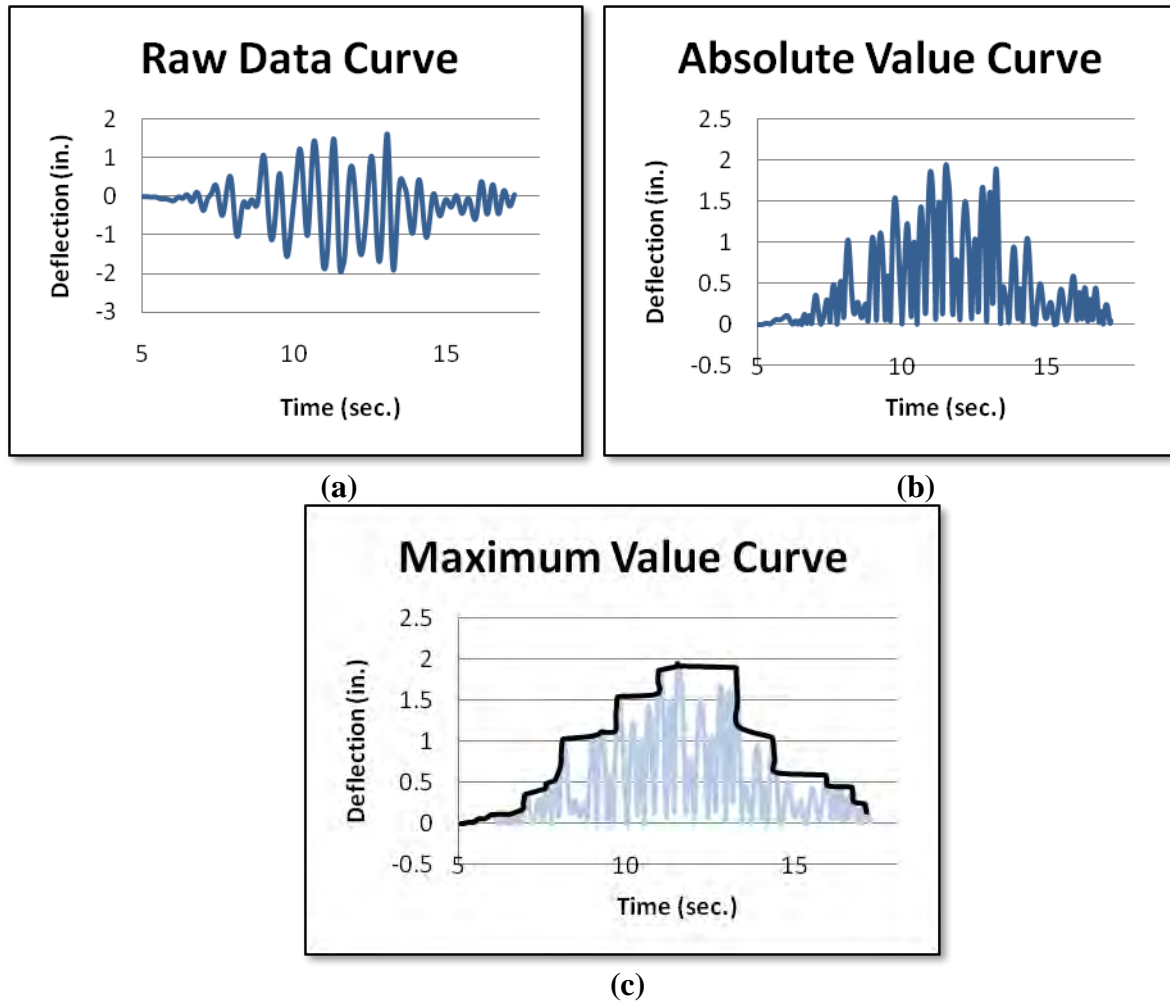 Raw Data Curve
2
1
0
-1
-2
-3
Deflection (in.)
5
10
15
Time (sec.)
(a)
Absolute Value Curve
2.5
2
1.5
1
0.5
0
-0.5
Deflection (in.)
5
10
15
Time (sec.)
(b)
Maximum Value Curve
2.5
2
1.5
1
0.5
0
-0.5
Deflection (in.)
5
10
15
Time (sec.)
(c)